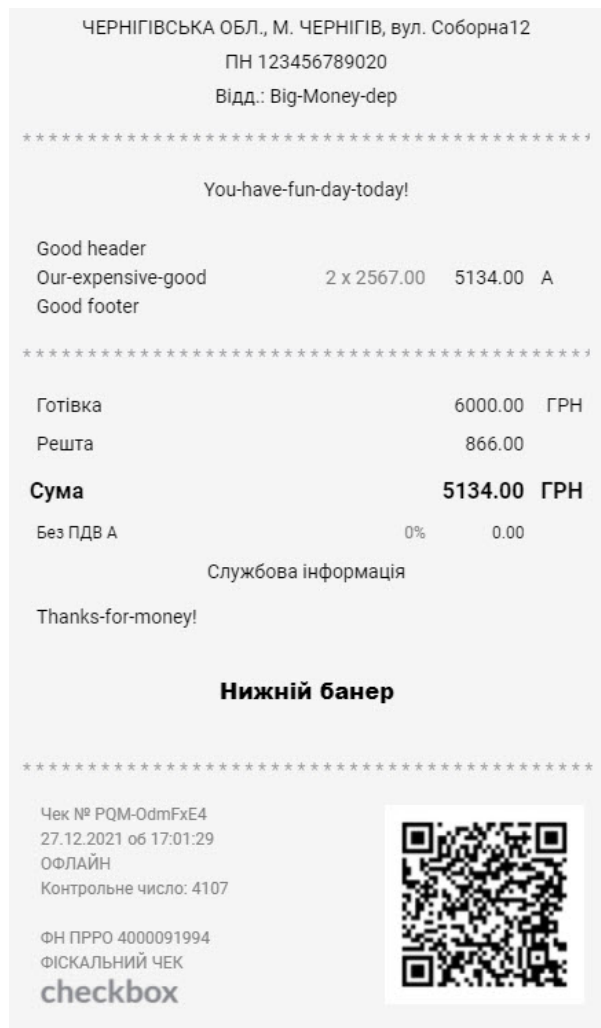 ЧЕРНІГІВСЬКА ОБЛ., М. ЧЕРНІГІВ, вул. Соборна12
ПН 123456789020
Відд.: Big-Money-dep
You-have-fun-day-today!
Good header
Our-expensive-good 2 x 2567.00 5134.00 А
Good footer
Готівка 6000.00 ГРН
Решта 866.00
Сума 5134.00 ГРН
Без ПДВ А 0% 0.00
Службова інформація
Thanks-for-money!
Нижній банер
Чек № PQM-OdmFxE4
27.12.2021 об 17:01:29
ОФЛАЙН
Контрольне число: 4107
ФН ПРРО 4000091994
ФІСКАЛЬНИЙ ЧЕК
checkbox